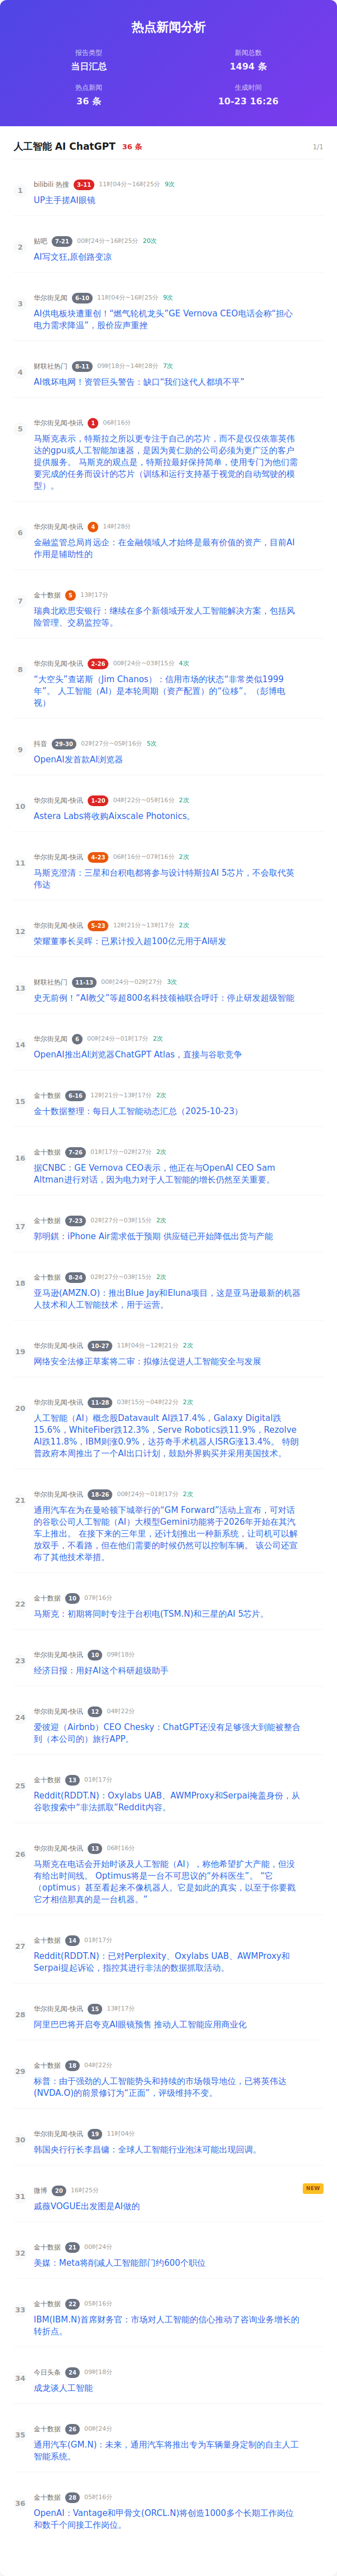 热点新闻分析
报告类型
当日汇总
新闻总数
1494 条
热点新闻
36 条
生成时间
10-23 16:26
人工智能 AI ChatGPT 36 条 1/1
1
bilibili 热搜 3-11 11时04分~16时25分 9次
UP主手搓AI眼镜
2
贴吧 7-21 00时24分~16时25分 20次
AI写文狂,原创路变凉
3
华尔街见闻 6-10 11时04分~16时25分 9次
AI供电板块遭重创！“燃气轮机龙头”GE Vernova CEO电话会称“担心
电力需求降温”，股价应声重挫
4
财联社热门 8-11 09时18分~14时28分 7次
AI饿坏电网！资管巨头警告：缺口“我们这代人都填不平”
5
华尔街见闻-快讯 1 06时16分
马斯克表示，特斯拉之所以更专注于自己的芯片，而不是仅仅依靠英伟
达的gpu或人工智能加速器，是因为黄仁勋的公司必须为更广泛的客户
提供服务。 马斯克的观点是，特斯拉最好保持简单，使用专门为他们需
要完成的任务而设计的芯片（训练和运行支持基于视觉的自动驾驶的模
型）。
6
华尔街见闻-快讯 4 14时28分
金融监管总局肖远企：在金融领域人才始终是最有价值的资产，目前AI
作用是辅助性的
7
金十数据 5 13时17分
瑞典北欧思安银行：继续在多个新领域开发人工智能解决方案，包括风
险管理、交易监控等。
8
华尔街见闻-快讯 2-26 00时24分~03时15分 4次
“大空头”查诺斯（Jim Chanos）：信用市场的状态“非常类似1999
年”。 人工智能（AI）是本轮周期（资产配置）的“位移”。（彭博电
视）
9
抖音 29-30 02时27分~05时16分 5次
OpenAI发首款AI浏览器
10
华尔街见闻-快讯 1-20 04时22分~05时16分 2次
Astera Labs将收购Aixscale Photonics。
11
华尔街见闻-快讯 4-23 06时16分~07时16分 2次
马斯克澄清：三星和台积电都将参与设计特斯拉AI 5芯片，不会取代英
伟达
12
华尔街见闻-快讯 5-23 12时21分~13时17分 2次
荣耀董事长吴晖：已累计投入超100亿元用于AI研发
13
财联社热门 11-13 00时24分~02时27分 3次
史无前例！“AI教父”等超800名科技领袖联合呼吁：停止研发超级智能
14
华尔街见闻 6 00时24分~01时17分 2次
OpenAI推出AI浏览器ChatGPT Atlas，直接与谷歌竞争
15
金十数据 6-16 12时21分~13时17分 2次
金十数据整理：每日人工智能动态汇总（2025-10-23）
16
金十数据 7-26 01时17分~02时27分 2次
据CNBC：GE Vernova CEO表示，他正在与OpenAI CEO Sam
Altman进行对话，因为电力对于人工智能的增长仍然至关重要。
17
金十数据 7-23 02时27分~03时15分 2次
郭明錤：iPhone Air需求低于预期 供应链已开始降低出货与产能
18
金十数据 8-24 02时27分~03时15分 2次
亚马逊(AMZN.O)：推出Blue Jay和Eluna项目，这是亚马逊最新的机器
人技术和人工智能技术，用于运营。
19
华尔街见闻-快讯 10-27 11时04分~12时21分 2次
网络安全法修正草案将二审：拟修法促进人工智能安全与发展
20
华尔街见闻-快讯 11-28 03时15分~04时22分 2次
人工智能（AI）概念股Datavault AI跌17.4%，Galaxy Digital跌
15.6%，WhiteFiber跌12.3%，Serve Robotics跌11.9%，Rezolve
AI跌11.8%，IBM则涨0.9%，达芬奇手术机器人ISRG涨13.4%。 特朗
普政府本周推出了一个AI出口计划，鼓励外界购买并采用美国技术。
21
华尔街见闻-快讯 18-26 00时24分~01时17分 2次
通用汽车在为在曼哈顿下城举行的“GM Forward”活动上宣布，可对话
的谷歌公司人工智能（AI）大模型Gemini功能将于2026年开始在其汽
车上推出。 在接下来的三年里，还计划推出一种新系统，让司机可以解
放双手，不看路，但在他们需要的时候仍然可以控制车辆。 该公司还宣
布了其他技术举措。
22
金十数据 10 07时16分
马斯克：初期将同时专注于台积电(TSM.N)和三星的AI 5芯片。
23
华尔街见闻-快讯 10 09时18分
经济日报：用好AI这个科研超级助手
24
华尔街见闻-快讯 12 04时22分
爱彼迎（Airbnb）CEO Chesky：ChatGPT还没有足够强大到能被整合
到（本公司的）旅行APP。
25
金十数据 13 01时17分
Reddit(RDDT.N)：Oxylabs UAB、AWMProxy和Serpai掩盖身份，从
谷歌搜索中“非法抓取”Reddit内容。
26
华尔街见闻-快讯 13 06时16分
马斯克在电话会开始时谈及人工智能（AI），称他希望扩大产能，但没
有给出时间线。 Optimus将是一台不可思议的“外科医生”。 “它
（optimus）甚至看起来不像机器人。它是如此的真实，以至于你要戳
它才相信那真的是一台机器。”
27
金十数据 14 01时17分
Reddit(RDDT.N)：已对Perplexity、Oxylabs UAB、AWMProxy和
Serpai提起诉讼，指控其进行非法的数据抓取活动。
28
华尔街见闻-快讯 15 13时17分
阿里巴巴将开启夸克AI眼镜预售 推动人工智能应用商业化
29
金十数据 18 04时22分
标普：由于强劲的人工智能势头和持续的市场领导地位，已将英伟达
(NVDA.O)的前景修订为“正面”，评级维持不变。
30
华尔街见闻-快讯 19 11时04分
韩国央行行长李昌镛：全球人工智能行业泡沫可能出现回调。
31
微博 20 16时25分 NEW
戚薇VOGUE出发图是AI做的
32
金十数据 21 00时24分
美媒：Meta将削减人工智能部门约600个职位
33
金十数据 22 05时16分
IBM(IBM.N)首席财务官：市场对人工智能的信心推动了咨询业务增长的
转折点。
34
今日头条 24 09时18分
成龙谈人工智能
35
金十数据 26 00时24分
通用汽车(GM.N)：未来，通用汽车将推出专为车辆量身定制的自主人工
智能系统。
36
金十数据 28 05时16分
OpenAI：Vantage和甲骨文(ORCL.N)将创造1000多个长期工作岗位
和数千个间接工作岗位。